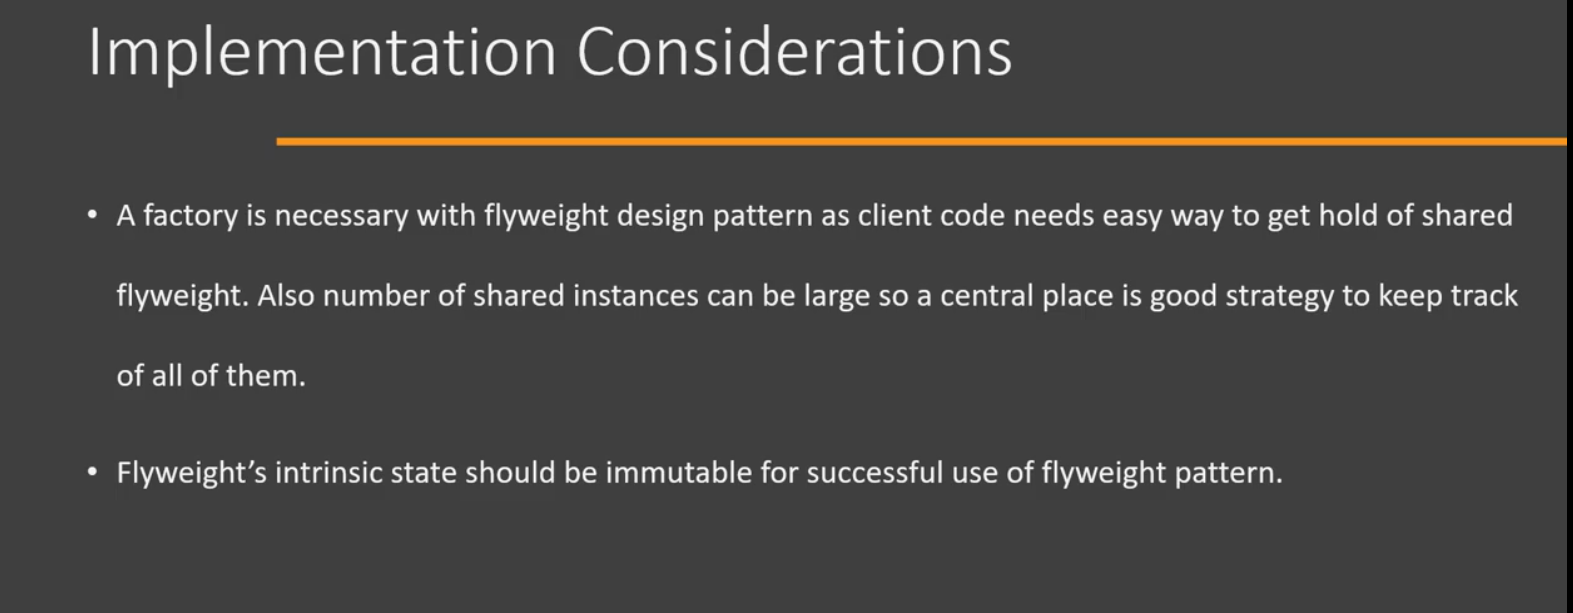 Implementation Considerations
• A factory is necessary with flyweight design pattern as client code needs easy way to get hold of shared
flyweight. Also number of shared instances can be large so a central place is good strategy to keep track
of all of them.
• Flyweight’s intrinsic state should be immutable for successful use of flyweight pattern.